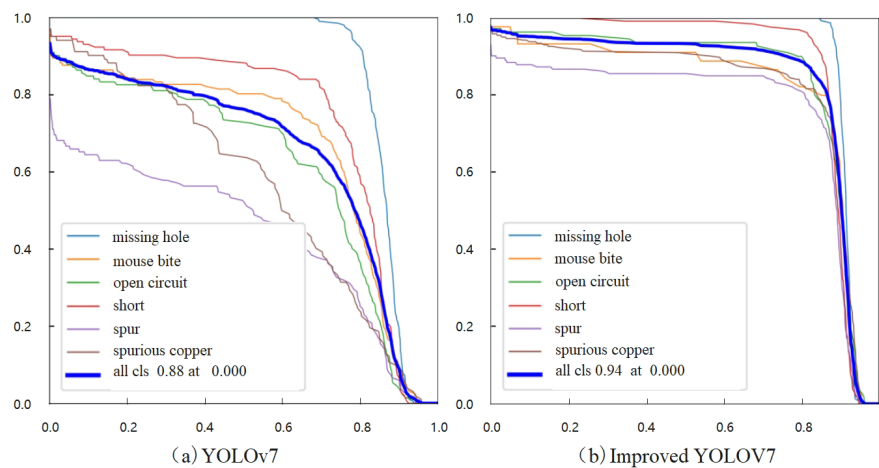 1.0
0.8
0.6
0.4
0.2
0.0
missing hole
mouse bite
open circuit
short
spur
spurious copper
all cls 0.88 at 0.000
0.0 0.2 0.4 0.6 0.8 1.0
(a) YOLOv7
1.0
0.8
0.6
0.4
0.2
0.0
missing hole
mouse bite
open circuit
short
spur
spurious copper
all cls 0.94 at 0.000
0.0 0.2 0.4 0.6 0.8
(b) Improved YOLOV7